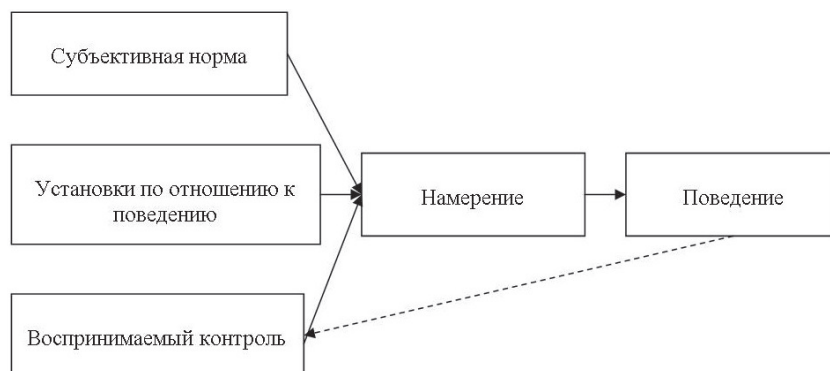 Субъективная норма
Установки по отношению к
поведению
Намерение
Поведение
Воспринимаемый контроль